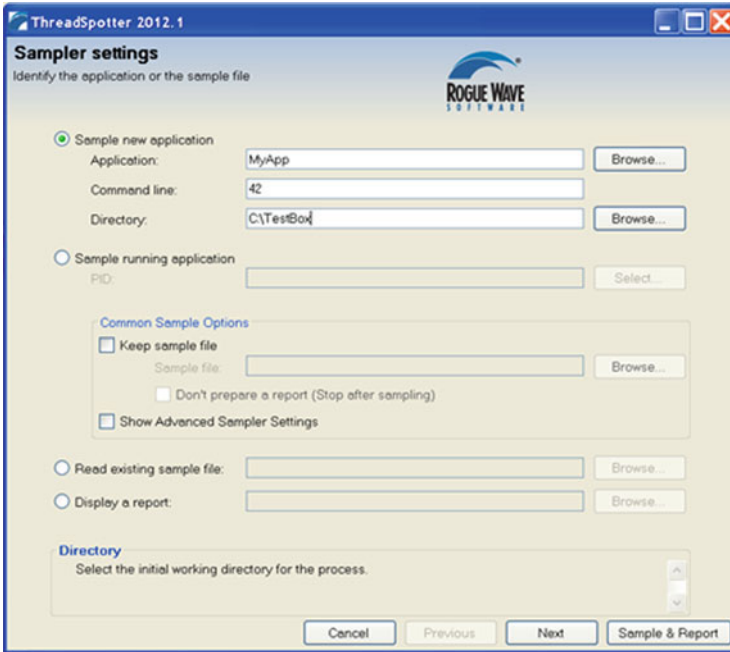 ThreadSpotter 2012.1
Sampler settings
Identify the application or the sample file
ROGUE WAVE
SOFTWARE
Sample new application
Application: MyApp Browse...
Command line: 42
Directory: C:\TestBox Browse...
Sample running application
PID: Select...
Common Sample Options
Keep sample file
Sample file: Browse...
Don't prepare a report (Stop after sampling)
Show Advanced Sampler Settings
Read existing sample file: Browse...
Display a report: Browse...
Directory
Select the initial working directory for the process.
Cancel Previous Next Sample & Report